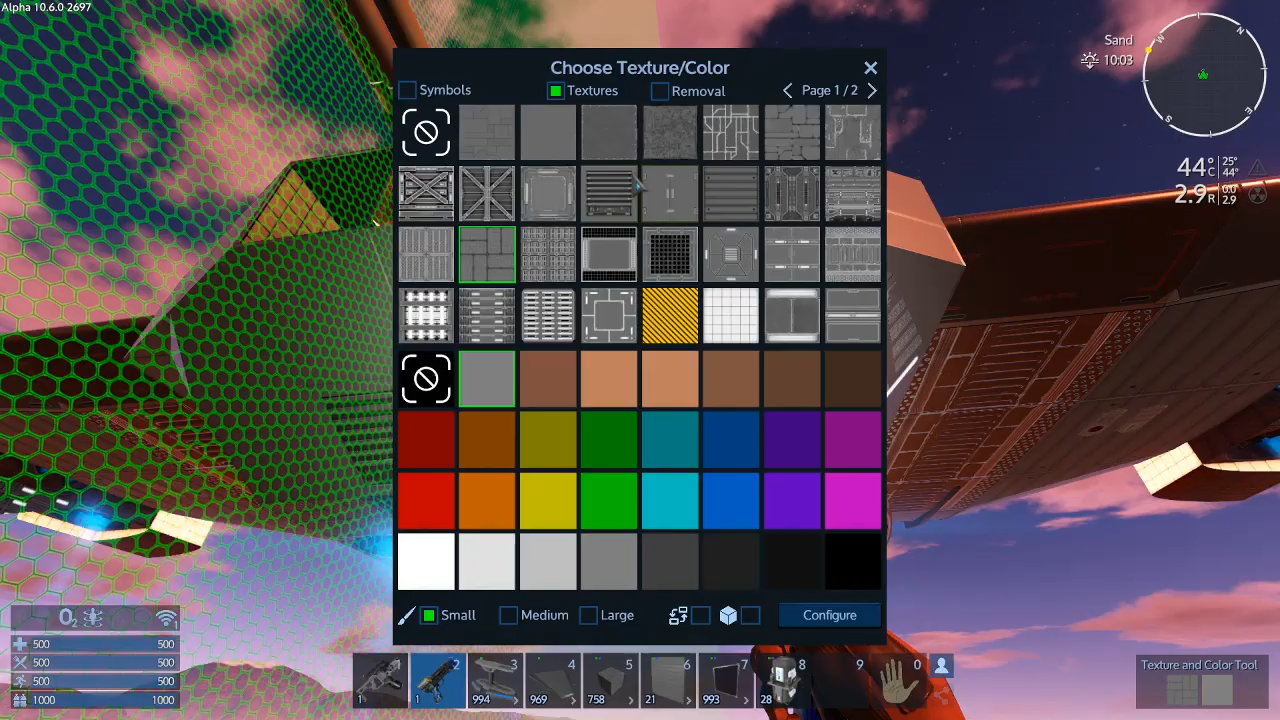 Alpha 10.6.0 2697
Choose Texture/Color
Symbols
Textures
Removal
Page 1 / 2
N
W
E
S
Sand
10:03
44°C
25°
44°
2.9R
0.0
2.9
Small
Medium
Large
Configure
O2
500 500
500 500
500 500
1000 1000
1 1
2 1
3 994
4 969
5 758
6 21
7 993
8 28
9
0
Texture and Color Tool